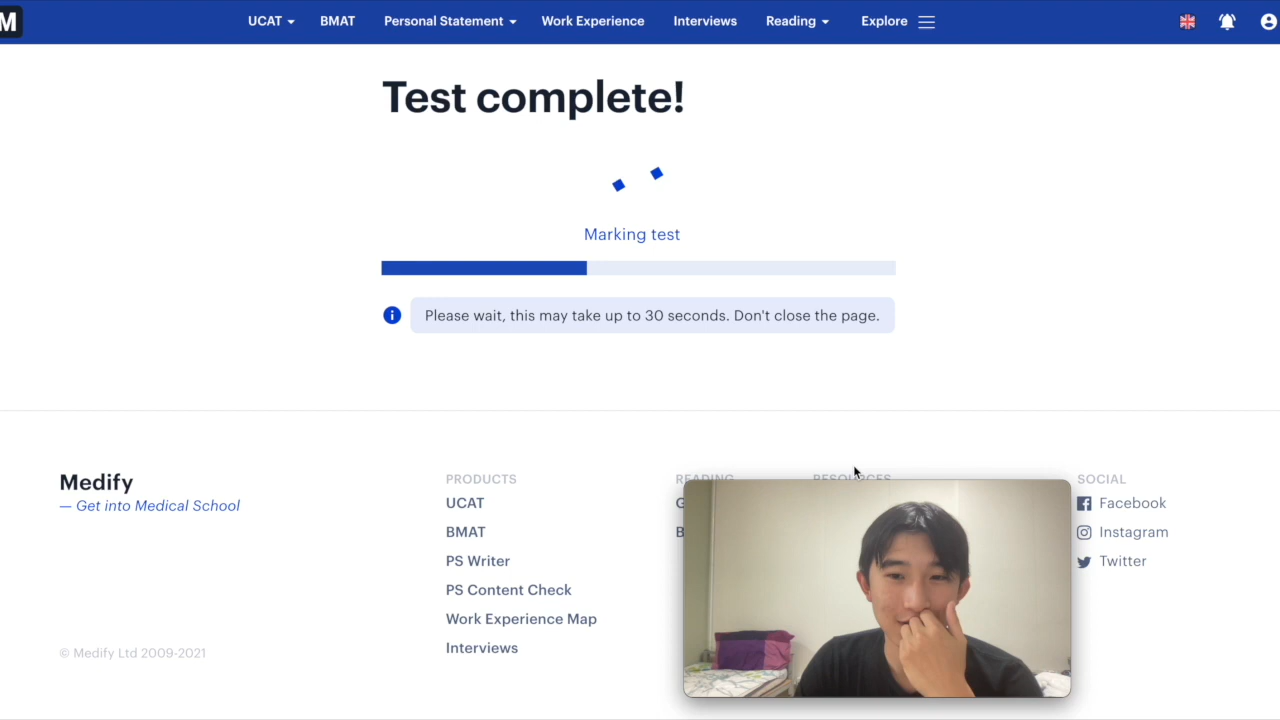 M
UCAT
BMAT
Personal Statement
Work Experience
Interviews
Reading
Explore
Test complete!
Marking test
Please wait, this may take up to 30 seconds. Don't close the page.
Medify
— Get into Medical School
© Medify Ltd 2009-2021
PRODUCTS
UCAT
BMAT
PS Writer
PS Content Check
Work Experience Map
Interviews
READING
G
B
RESOURCES
SOCIAL
Facebook
Instagram
Twitter